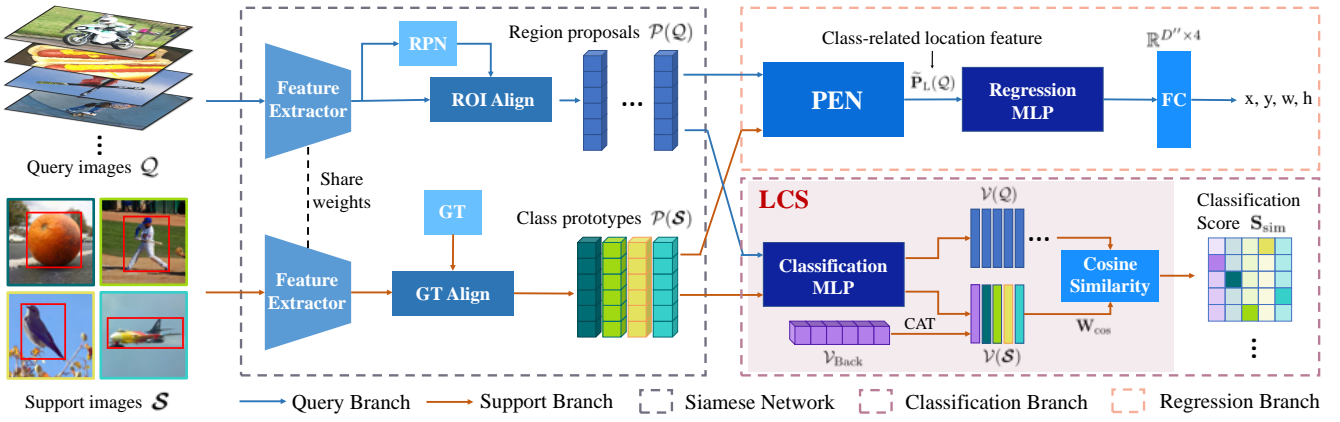 Query images 𝒬
Support images 𝓢
Feature
Extractor
RPN
ROI Align
Region proposals 𝒫(𝒬)
Share
weights
Feature
Extractor
GT
GT Align
Class prototypes 𝒫(𝓢)
Class-related location feature
PEN
P̃_L(𝒬)
Regression
MLP
ℝ^{D''×4}
FC
x, y, w, h
LCS
Classification
MLP
𝒱(𝒬)
CAT
𝒱_Back
𝒱(𝓢)
Cosine
Similarity
W_cos
Classification
Score S_sim
Query Branch
Support Branch
Siamese Network
Classification Branch
Regression Branch